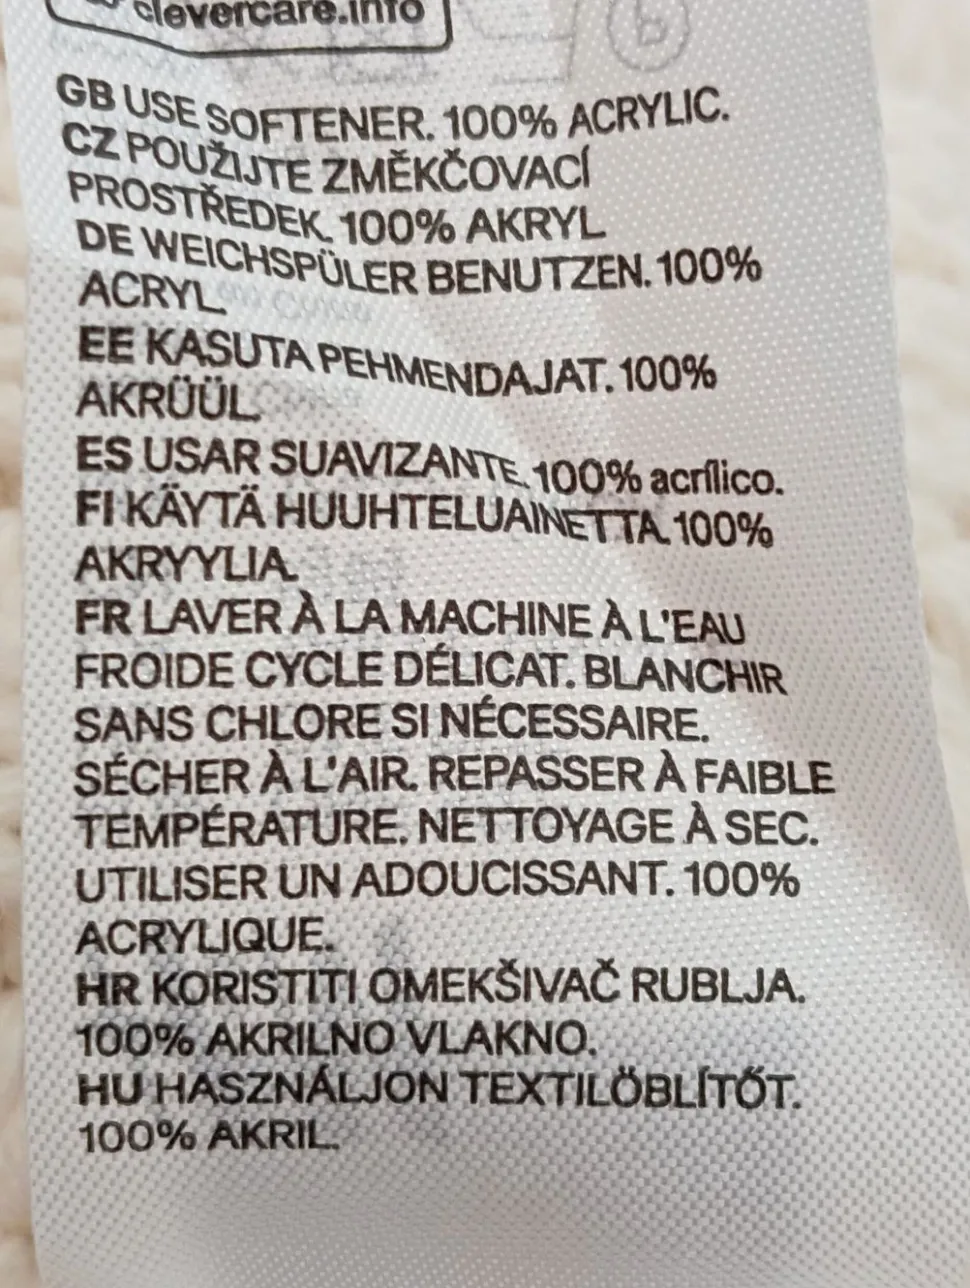 clevercare.info
GB USE SOFTENER. 100% ACRYLIC.
CZ POUŽIJTE ZMĚKČOVACÍ
PROSTŘEDEK. 100% AKRYL
DE WEICHSPÜLER BENUTZEN. 100%
ACRYL.
EE KASUTA PEHMENDAJAT. 100%
AKRÜÜL
ES USAR SUAVIZANTE. 100% acrílico.
FI KÄYTÄ HUUHTELUAINETTA. 100%
AKRYYLIA.
FR LAVER À LA MACHINE À L'EAU
FROIDE CYCLE DÉLICAT. BLANCHIR
SANS CHLORE SI NÉCESSAIRE.
SÉCHER À L'AIR. REPASSER À FAIBLE
TEMPÉRATURE. NETTOYAGE À SEC.
UTILISER UN ADOUCISSANT. 100%
ACRYLIQUE.
HR KORISTITI OMEKŠIVAČ RUBLJA.
100% AKRILNO VLAKNO.
HU HASZNÁLJON TEXTILÖBLÍTŐT.
100% AKRIL.